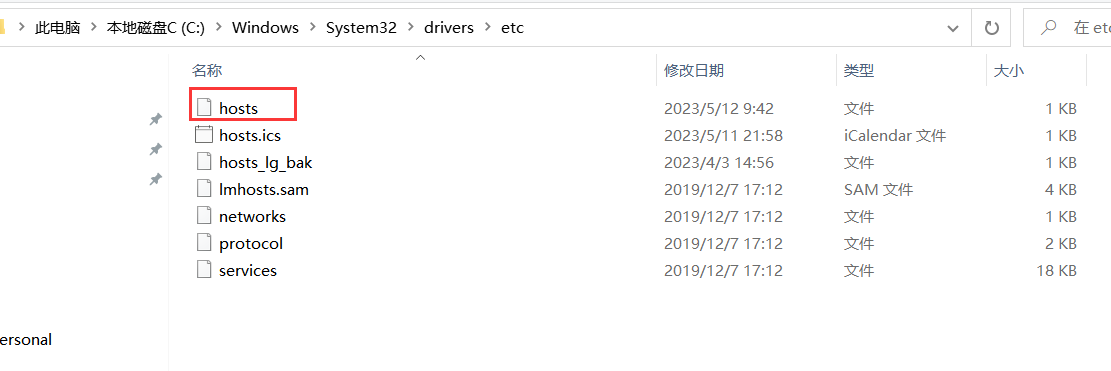 此电脑 > 本地磁盘C (C:) > Windows > System32 > drivers > etc 在 etc
名称 修改日期 类型 大小
hosts 2023/5/12 9:42 文件 1 KB
hosts.ics 2023/5/11 21:58 iCalendar 文件 1 KB
hosts_lg_bak 2023/4/3 14:56 文件 1 KB
lmhosts.sam 2019/12/7 17:12 SAM 文件 4 KB
networks 2019/12/7 17:12 文件 1 KB
protocol 2019/12/7 17:12 文件 2 KB
services 2019/12/7 17:12 文件 18 KB
ersonal